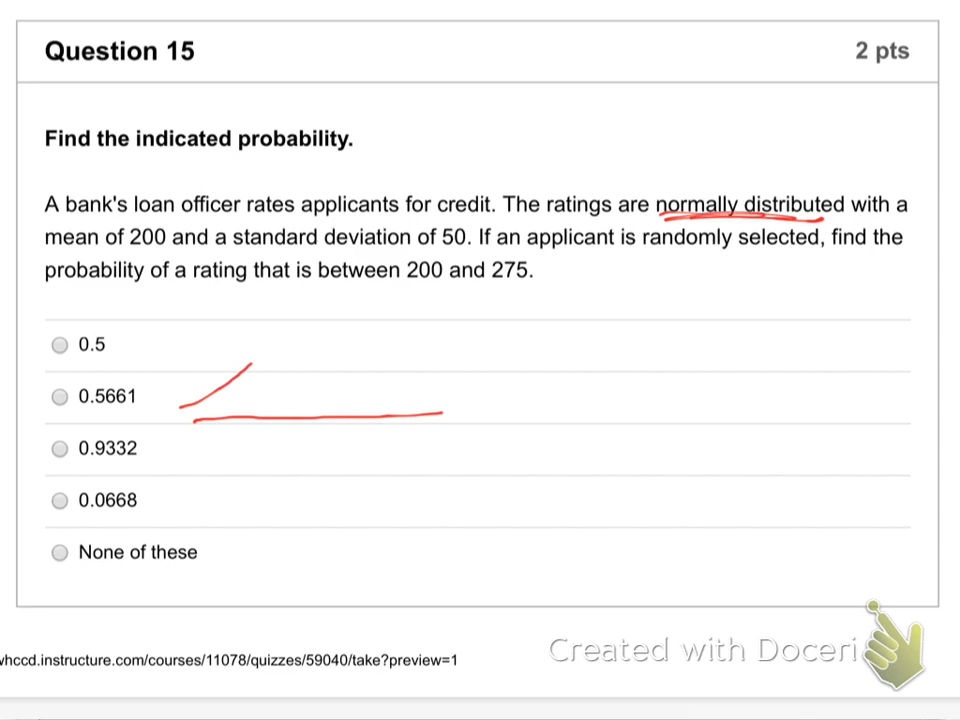 Question 15
2 pts
Find the indicated probability.
A bank's loan officer rates applicants for credit. The ratings are normally distributed with a
mean of 200 and a standard deviation of 50. If an applicant is randomly selected, find the
probability of a rating that is between 200 and 275.
0.5
0.5661
0.9332
0.0668
None of these
vhccd.instructure.com/courses/11078/quizzes/59040/take?preview=1
Created with Doceri